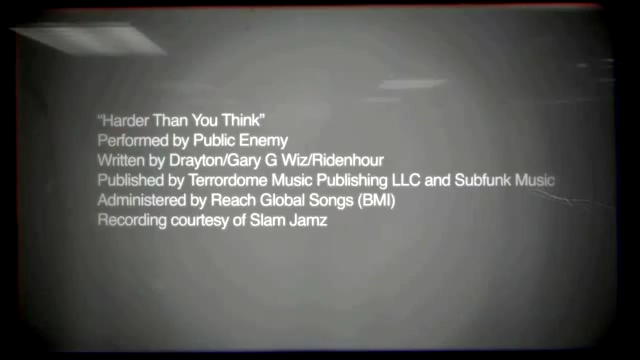 “Harder Than You Think”
Performed by Public Enemy
Written by Drayton/Gary G Wiz/Ridenhour
Published by Terrordome Music Publishing LLC and Subfunk Music
Administered by Reach Global Songs (BMI)
Recording courtesy of Slam Jamz